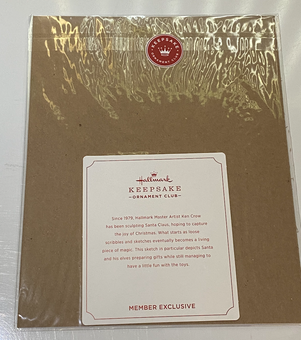 KEEPSAKE
ORNAMENT CLUB
Hallmark
KEEPSAKE
—ORNAMENT CLUB—
Since 1979, Hallmark Master Artist Ken Crow
has been sculpting Santa Claus, hoping to capture
the joy of Christmas. What starts as loose
scribbles and sketches eventually becomes a living
piece of magic. This sketch in particular depicts Santa
and his elves preparing gifts while still managing to
have a little fun with the toys.
MEMBER EXCLUSIVE